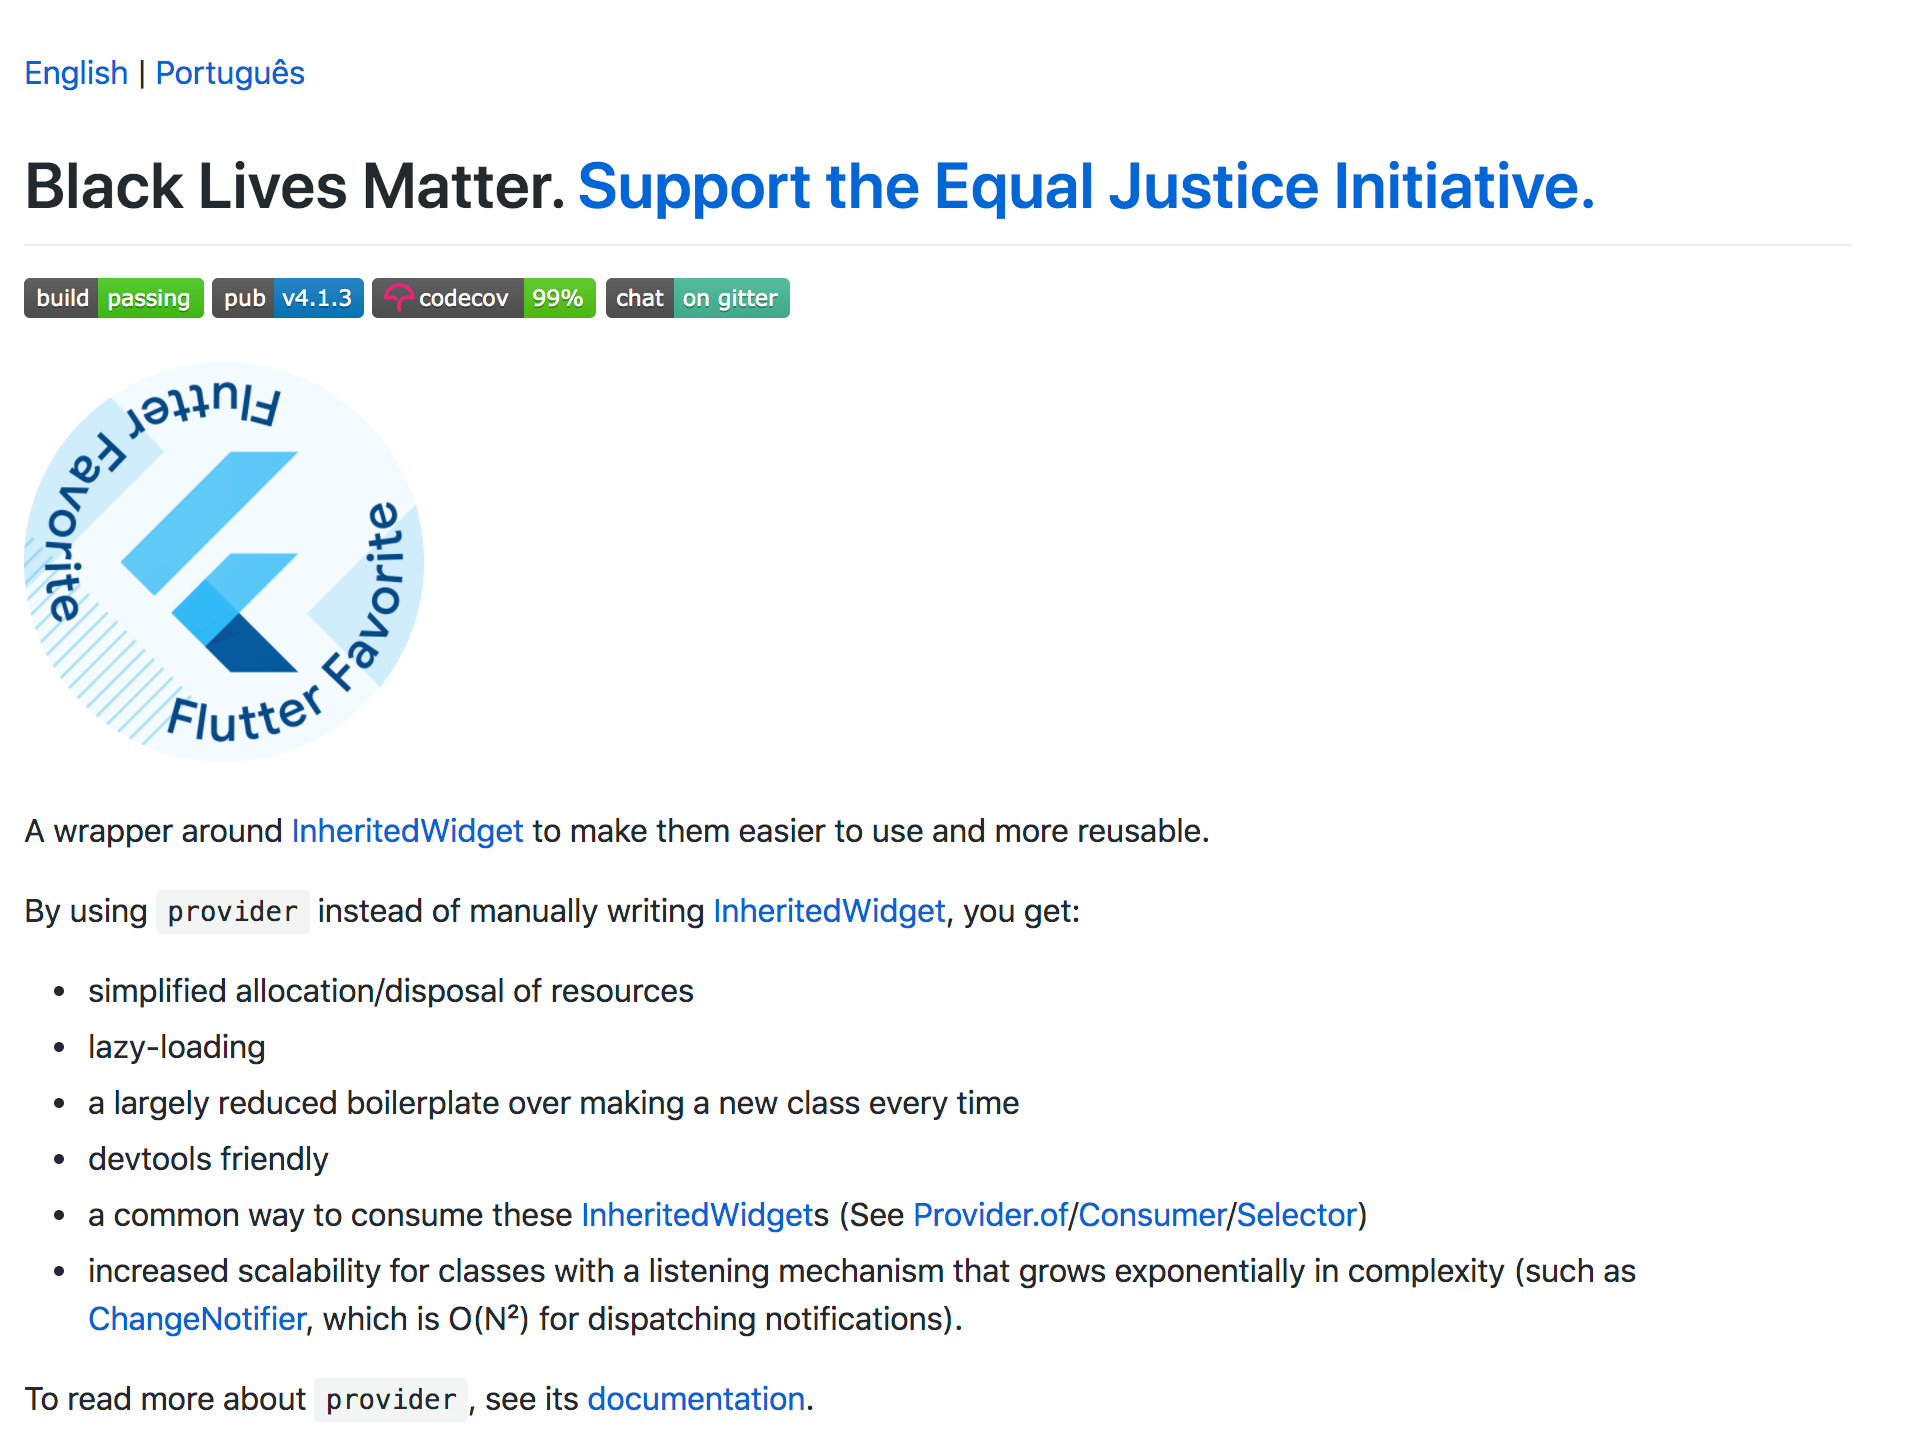 English | Português
Black Lives Matter. Support the Equal Justice Initiative.
build passing pub v4.1.3 codecov 99% chat on gitter
Flutter Favorite
Flutter Favorite
A wrapper around InheritedWidget to make them easier to use and more reusable.
By using provider instead of manually writing InheritedWidget, you get:
• simplified allocation/disposal of resources
• lazy-loading
• a largely reduced boilerplate over making a new class every time
• devtools friendly
• a common way to consume these InheritedWidgets (See Provider.of/Consumer/Selector)
• increased scalability for classes with a listening mechanism that grows exponentially in complexity (such as
ChangeNotifier, which is O(N²) for dispatching notifications).
To read more about provider, see its documentation.